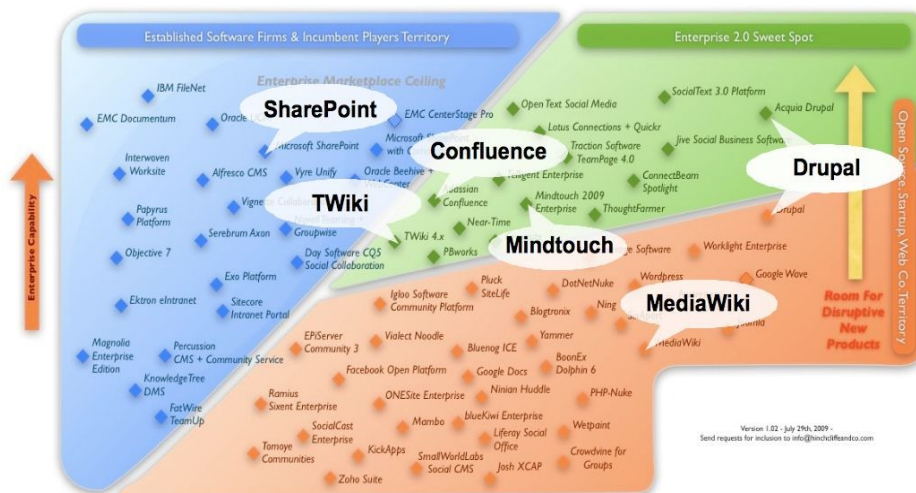 Established Software Firms & Incumbent Players Territory
Enterprise 2.0 Sweet Spot
Enterprise Marketplace Ceiling
IBM FileNet
EMC Documentum
Oracle
SharePoint
EMC CenterStage Pro
Microsoft SharePoint
Microsoft
with
Interwoven
Worksite
Alfresco CMS
Vyre Unify
Oracle Beehive +
Papyrus
Platform
Serebrum Axon
Groupwise
Objective 7
Day Software CQ5
Social Collaboration
Exo Platform
Ektron eIntranet
Sitecore
Intranet Portal
Magnolia
Enterprise
Edition
Percussion
CMS + Community Service
KnowledgeTree
DMS
FatWire
TeamUp
Enterprise Capability
Open Text Social Media
SocialText 3.0 Platform
Acquia Drupal
Lotus Connections + Quickr
Jive Social Business Software
Confluence
Traction Software
TeamPage 4.0
Enterprise
ConnectBeam
Spotlight
Drupal
Confluence
Mindtouch 2009
Enterprise
ThoughtFarmer
TWiki
Near-Time
TWiki 4.x
PBworks
Mindtouch
Drupal
Software
Worklight Enterprise
Pluck
SiteLife
DotNetNuke
Wordpress
Google Wave
Igloo Software
Community Platform
Blogtronix
Ning
MediaWiki
EPiServer
Community 3
Vialect Noodle
Yammer
MediaWiki
Bluenog ICE
BoonEx
Dolphin 6
Facebook Open Platform
Google Docs
Ramius
Sixent Enterprise
ONESite Enterprise
Ninian Huddle
PHP-Nuke
SocialCast
Enterprise
Mambo
blueKiwi Enterprise
Wetpaint
Liferay Social
Office
Tomoye
Communities
KickApps
SmallWorldLabs
Social CMS
Crowdvine for
Groups
Zoho Suite
Josh XCAP
Room For
Disruptive
New
Products
Open Source, Startup, Web Co. Territory
Version 1.02 - July 29th, 2009 -
Send requests for inclusion to info@hinchcliffeandco.com